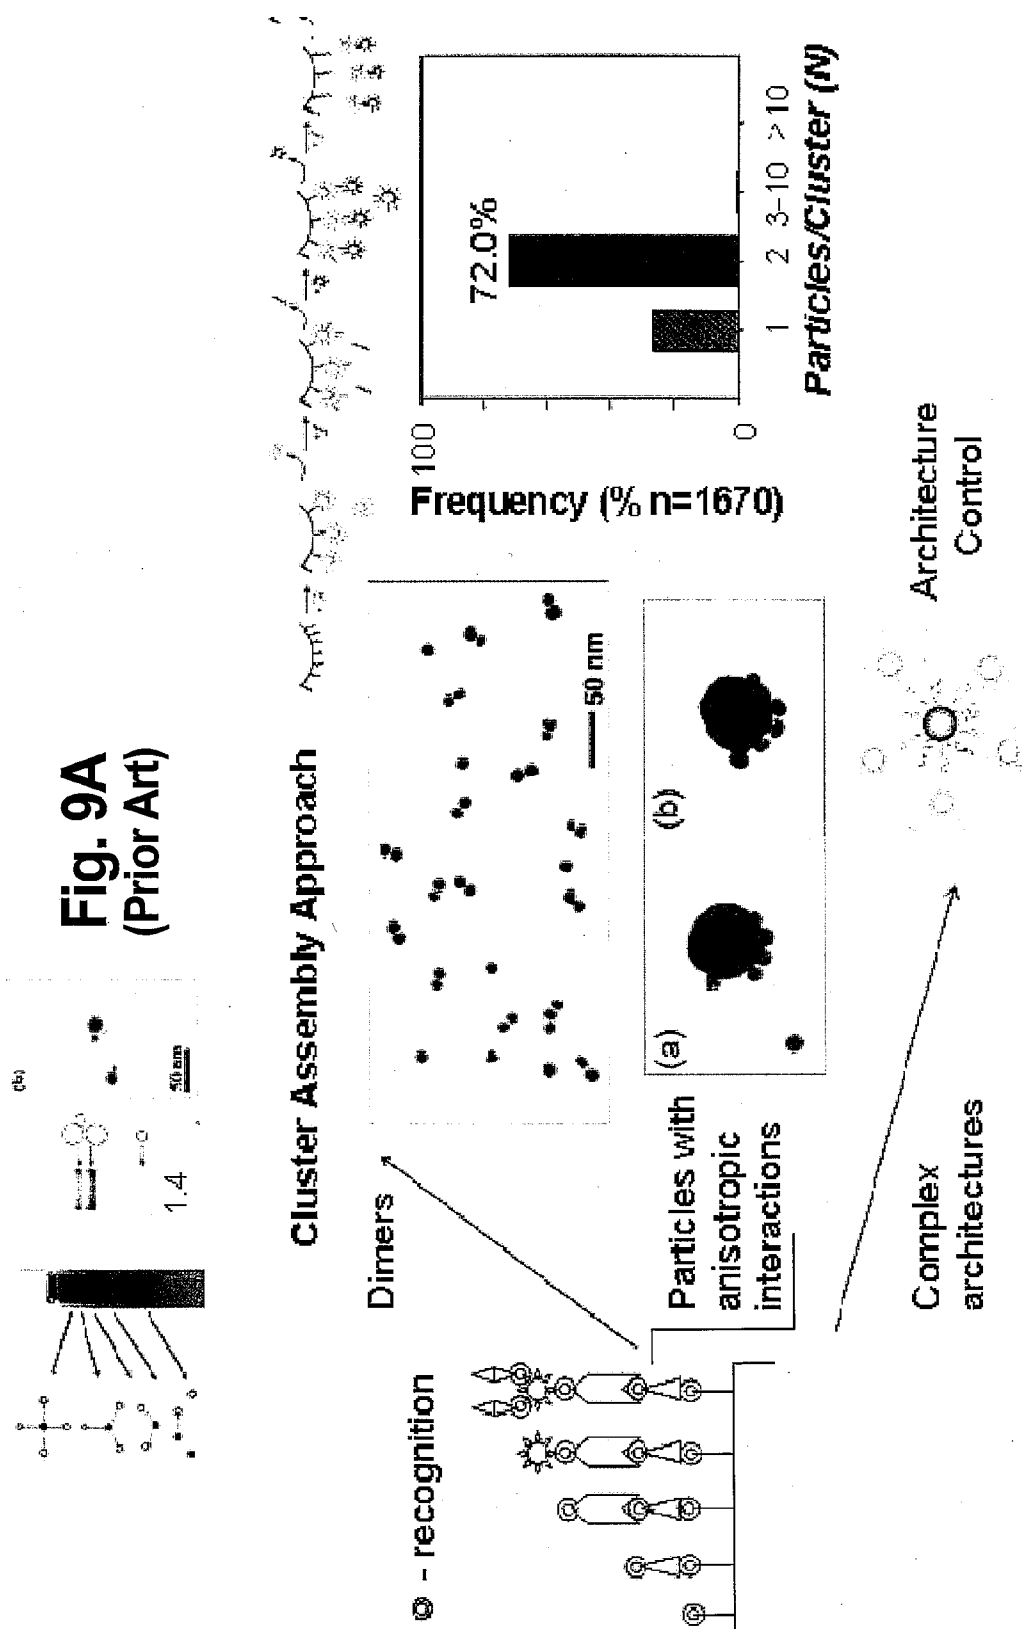 Fig. 9A
(Prior Art)
(b)
50 nm
1.4
Cluster Assembly Approach
Dimers
50 nm
100
0
72.0%
Frequency (% n=1670)
1 2 3-10 >10
Particles/Cluster (N)
- recognition
Particles with
anisotropic
interactions
(a)
(b)
Complex
architectures
Architecture
Control